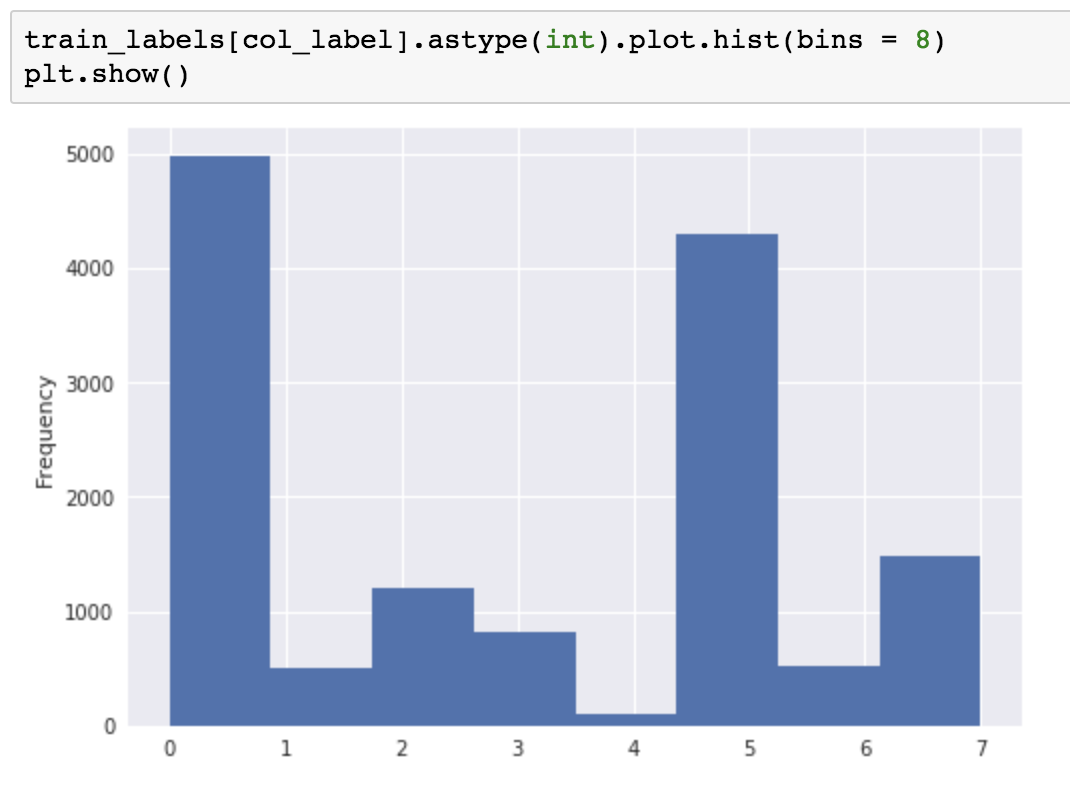 train_labels[col_label].astype(int).plot.hist(bins = 8)
plt.show()
5000
4000
3000
2000
1000
0
Frequency
0 1 2 3 4 5 6 7